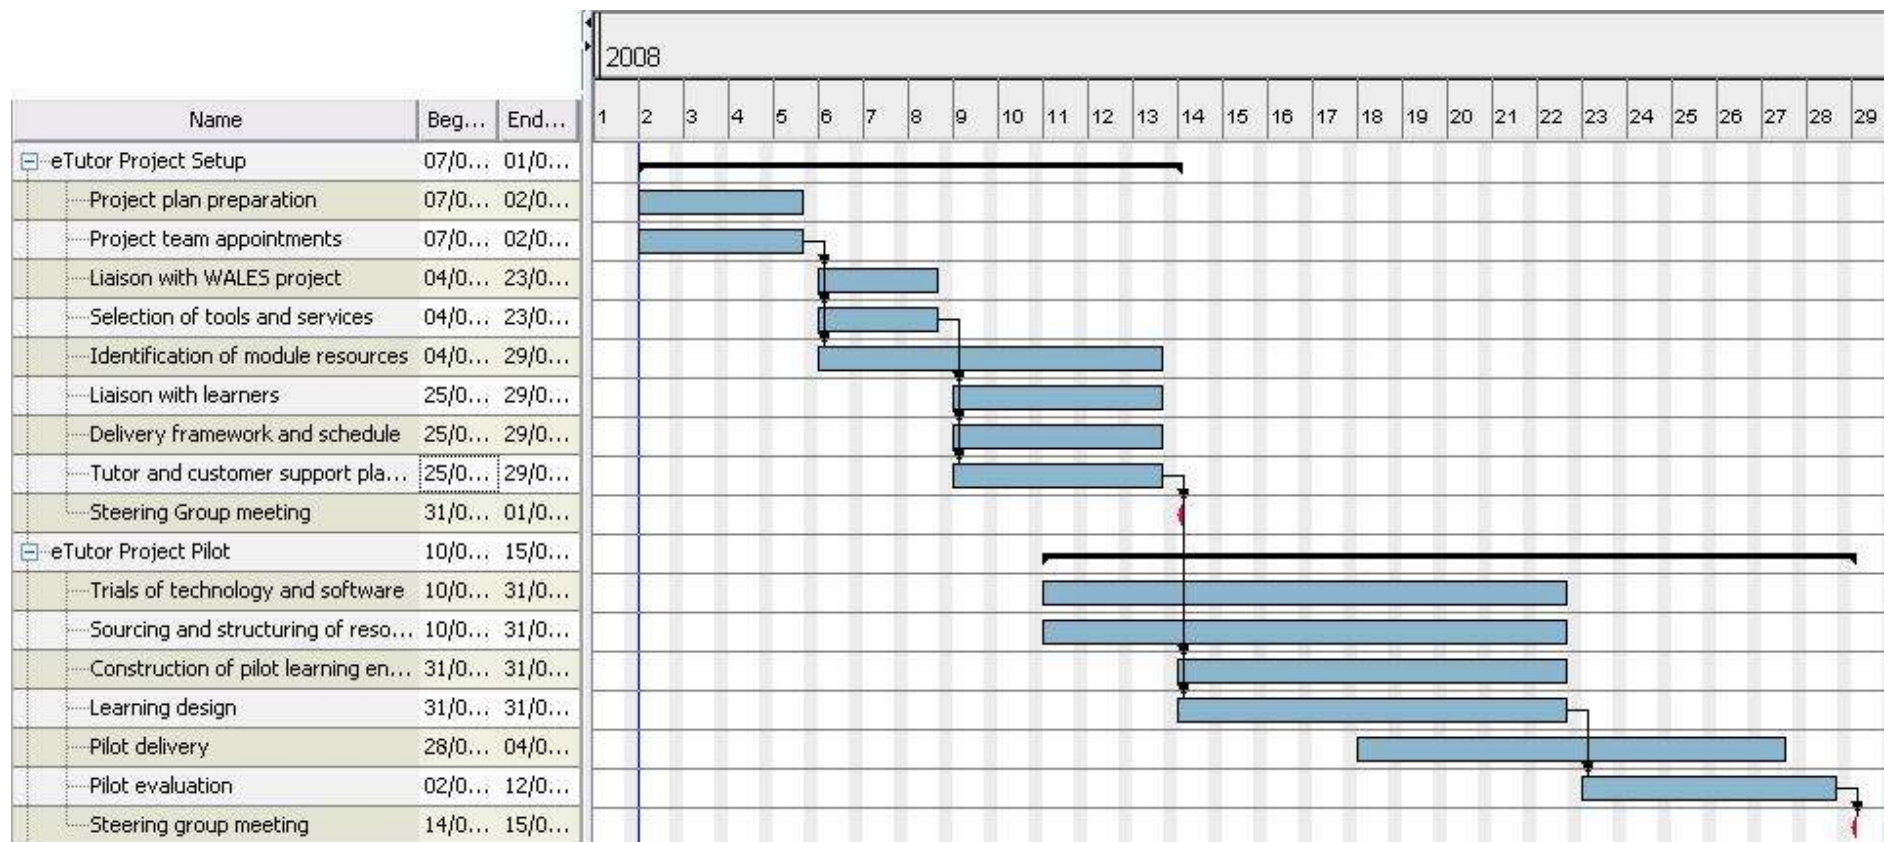 2008
Name Beg... End... 1 2 3 4 5 6 7 8 9 10 11 12 13 14 15 16 17 18 19 20 21 22 23 24 25 26 27 28 29
eTutor Project Setup 07/0... 01/0...
Project plan preparation 07/0... 02/0...
Project team appointments 07/0... 02/0...
Liaison with WALES project 04/0... 23/0...
Selection of tools and services 04/0... 23/0...
Identification of module resources 04/0... 29/0...
Liaison with learners 25/0... 29/0...
Delivery framework and schedule 25/0... 29/0...
Tutor and customer support pla... 25/0... 29/0...
Steering Group meeting 31/0... 01/0...
eTutor Project Pilot 10/0... 15/0...
Trials of technology and software 10/0... 31/0...
Sourcing and structuring of reso... 10/0... 31/0...
Construction of pilot learning en... 31/0... 31/0...
Learning design 31/0... 31/0...
Pilot delivery 28/0... 04/0...
Pilot evaluation 02/0... 12/0...
Steering group meeting 14/0... 15/0...